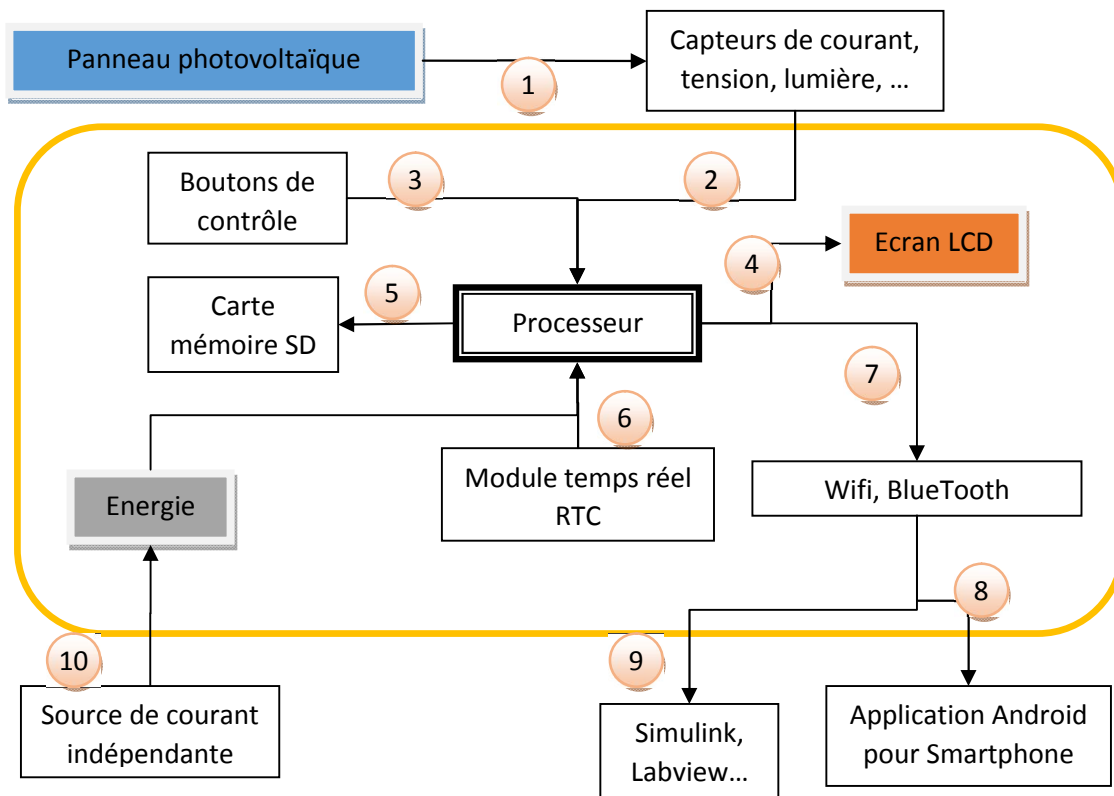 Panneau photovoltaïque
Capteurs de courant,
tension, lumière, …
1
Boutons de
contrôle
3
2
Ecran LCD
4
Carte
mémoire SD
5
Processeur
7
6
Module temps réel
RTC
Energie
Wifi, BlueTooth
8
10
9
Source de courant
indépendante
Simulink,
Labview…
Application Android
pour Smartphone